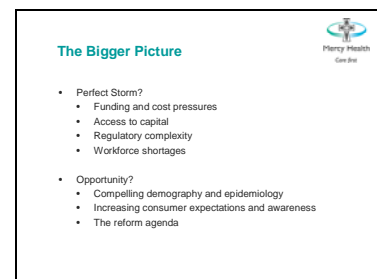 Mercy Health
Care first
The Bigger Picture
• Perfect Storm?
• Funding and cost pressures
• Access to capital
• Regulatory complexity
• Workforce shortages
• Opportunity?
• Compelling demography and epidemiology
• Increasing consumer expectations and awareness
• The reform agenda